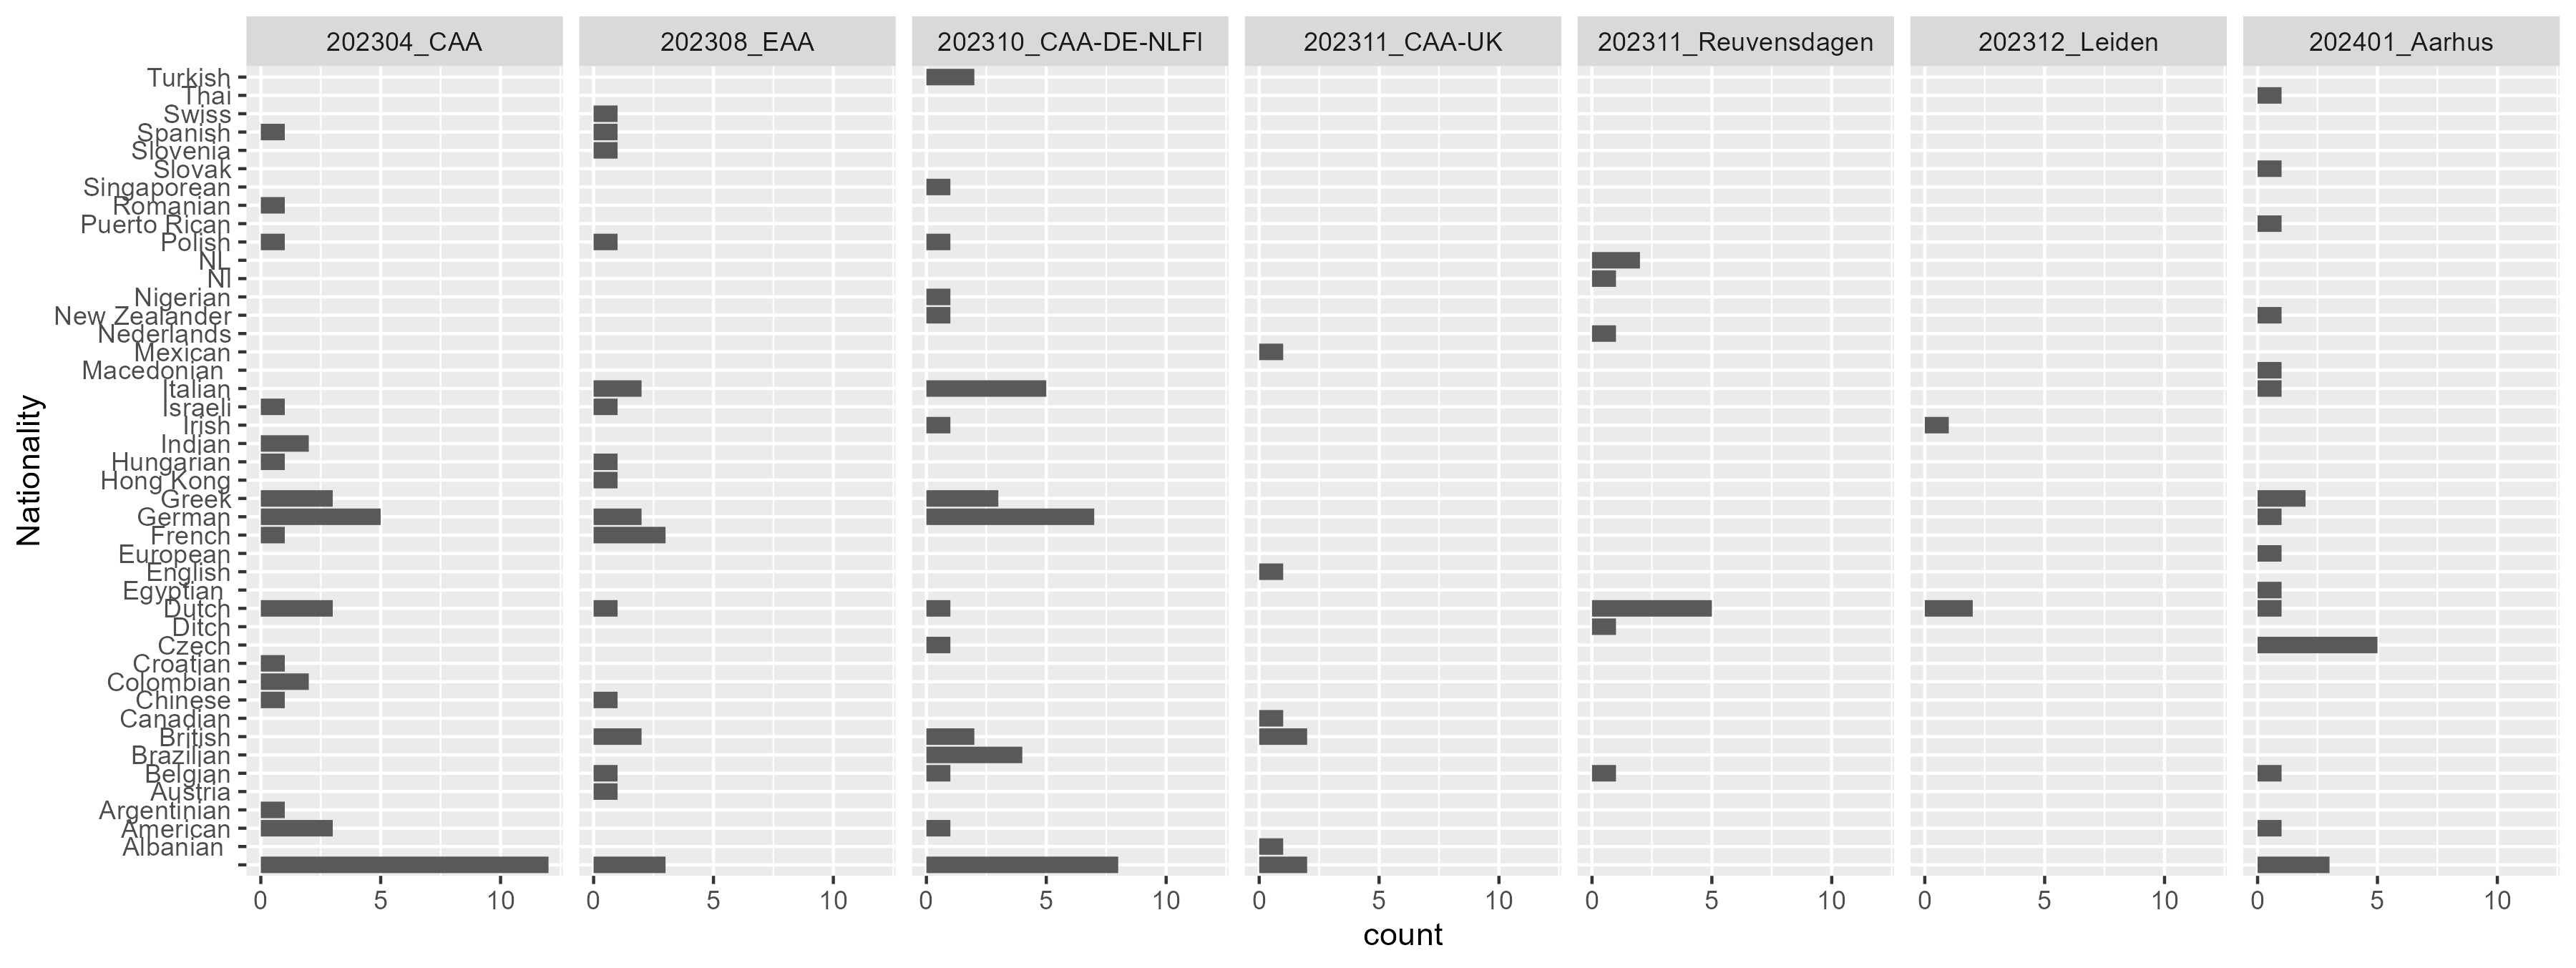 202304_CAA
202308_EAA
202310_CAA-DE-NLFI
202311_CAA-UK
202311_Reuvensdagen
202312_Leiden
202401_Aarhus
Nationality
Turkish
Thai
Swiss
Spanish
Slovenia
Slovak
Singaporean
Romanian
Puerto Rican
Polish
NL
Nl
Nigerian
New Zealander
Nederlands
Mexican
Macedonian
Italian
Israeli
Irish
Indian
Hungarian
Hong Kong
Greek
German
French
European
English
Egyptian
Dutch
Ditch
Czech
Croatian
Colombian
Chinese
Canadian
British
Brazilian
Belgian
Austria
Argentinian
American
Albanian
0 5 10
0 5 10
0 5 10
0 5 10
0 5 10
0 5 10
0 5 10
count